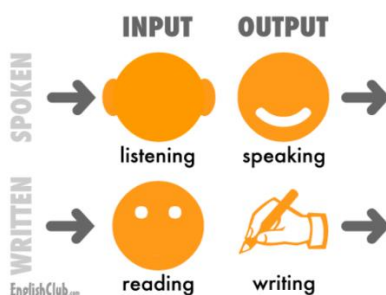 INPUT OUTPUT
SPOKEN
listening speaking
WRITTEN
reading writing
EnglishClub.com